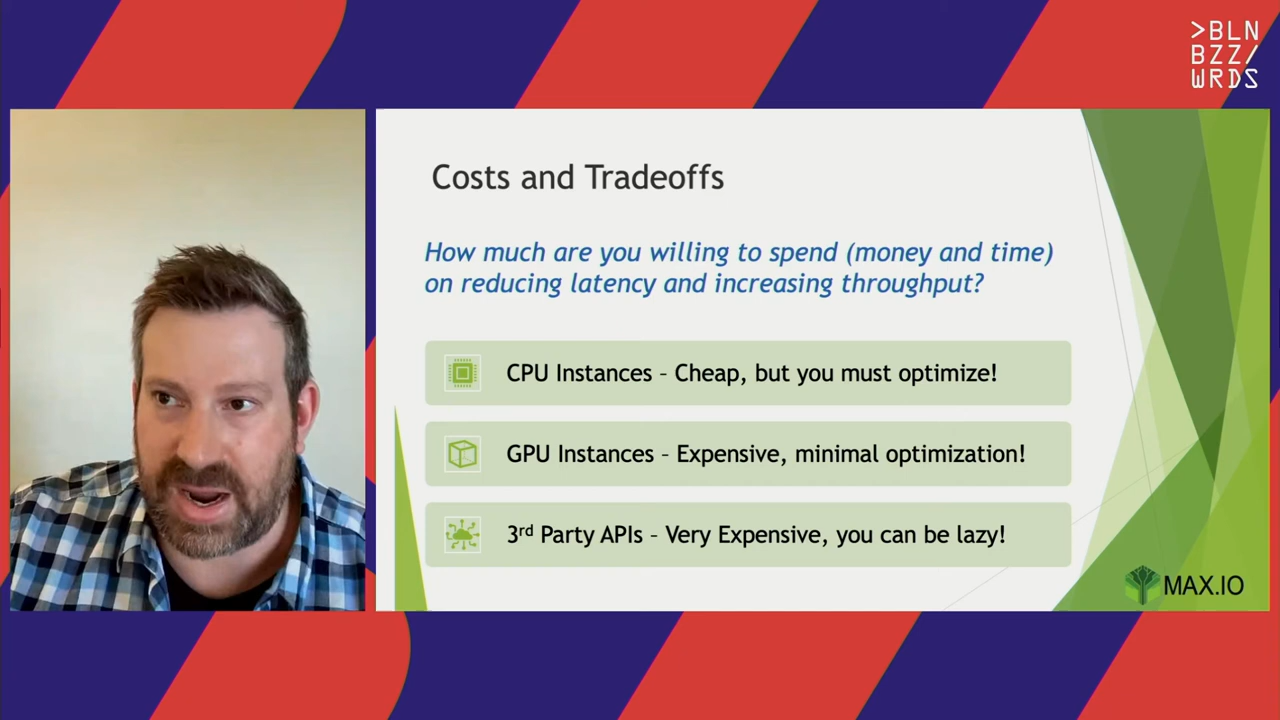 >BLN
BZZ/
WRDS
Costs and Tradeoffs
How much are you willing to spend (money and time)
on reducing latency and increasing throughput?
CPU Instances – Cheap, but you must optimize!
GPU Instances – Expensive, minimal optimization!
3rd Party APIs – Very Expensive, you can be lazy!
MAX.IO